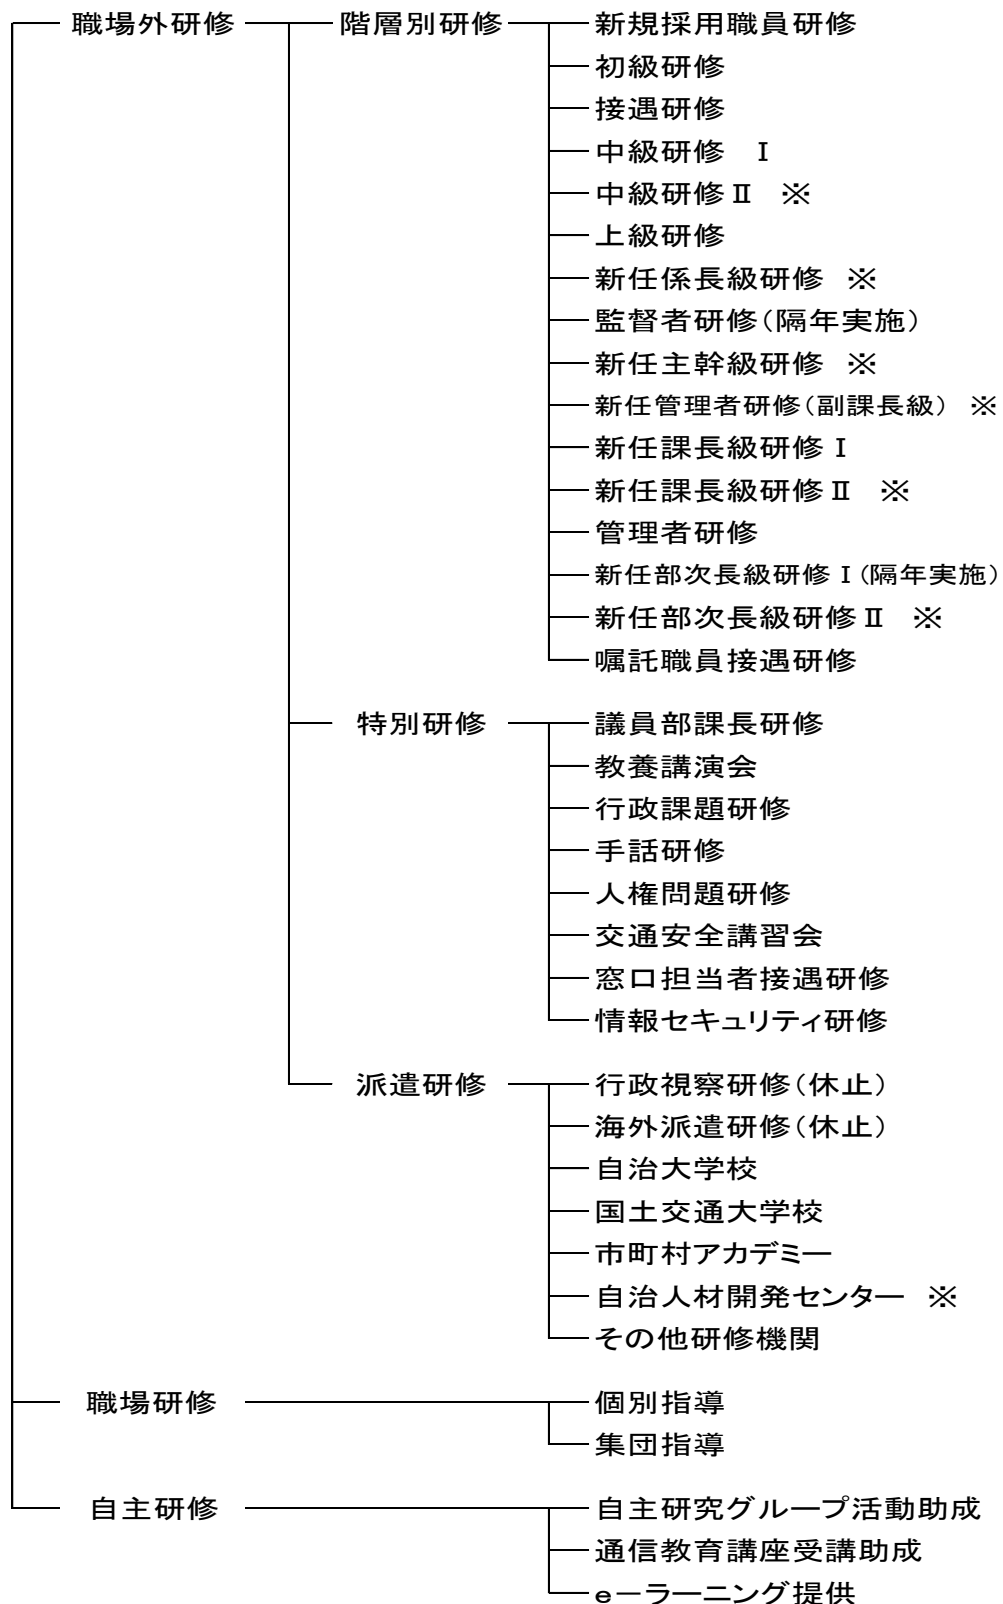 職場外研修 階層別研修 新規採用職員研修
初級研修
接遇研修
中級研修 Ⅰ
中級研修Ⅱ ※
上級研修
新任係長級研修 ※
監督者研修(隔年実施)
新任主幹級研修 ※
新任管理者研修(副課長級) ※
新任課長級研修Ⅰ
新任課長級研修Ⅱ ※
管理者研修
新任部次長級研修Ⅰ(隔年実施)
新任部次長級研修Ⅱ ※
嘱託職員接遇研修
特別研修 議員部課長研修
教養講演会
行政課題研修
手話研修
人権問題研修
交通安全講習会
窓口担当者接遇研修
情報セキュリティ研修
派遣研修 行政視察研修(休止)
海外派遣研修(休止)
自治大学校
国土交通大学校
市町村アカデミー
自治人材開発センター ※
その他研修機関
職場研修 個別指導
集団指導
自主研修 自主研究グループ活動助成
通信教育講座受講助成
e-ラーニング提供